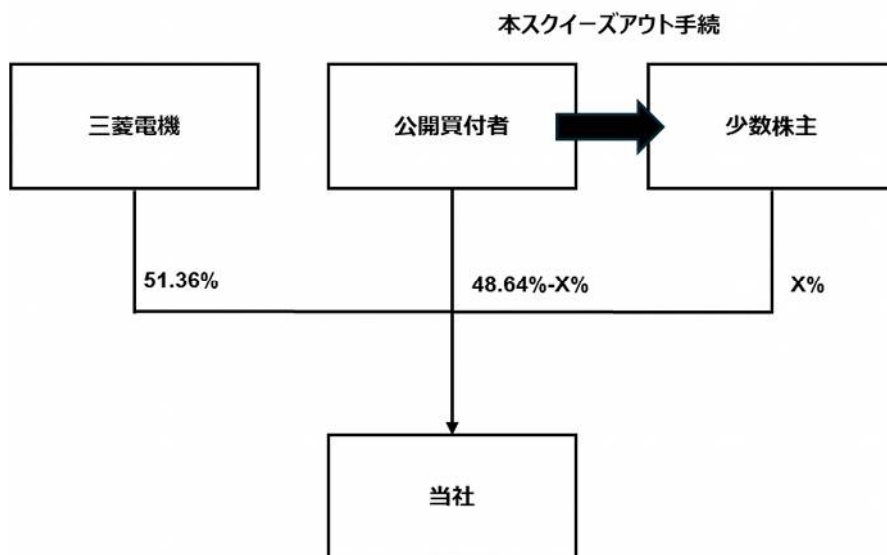 本スクイーズアウト手続
三菱電機
公開買付者
少数株主
51.36%
48.64%-X%
X%
当社